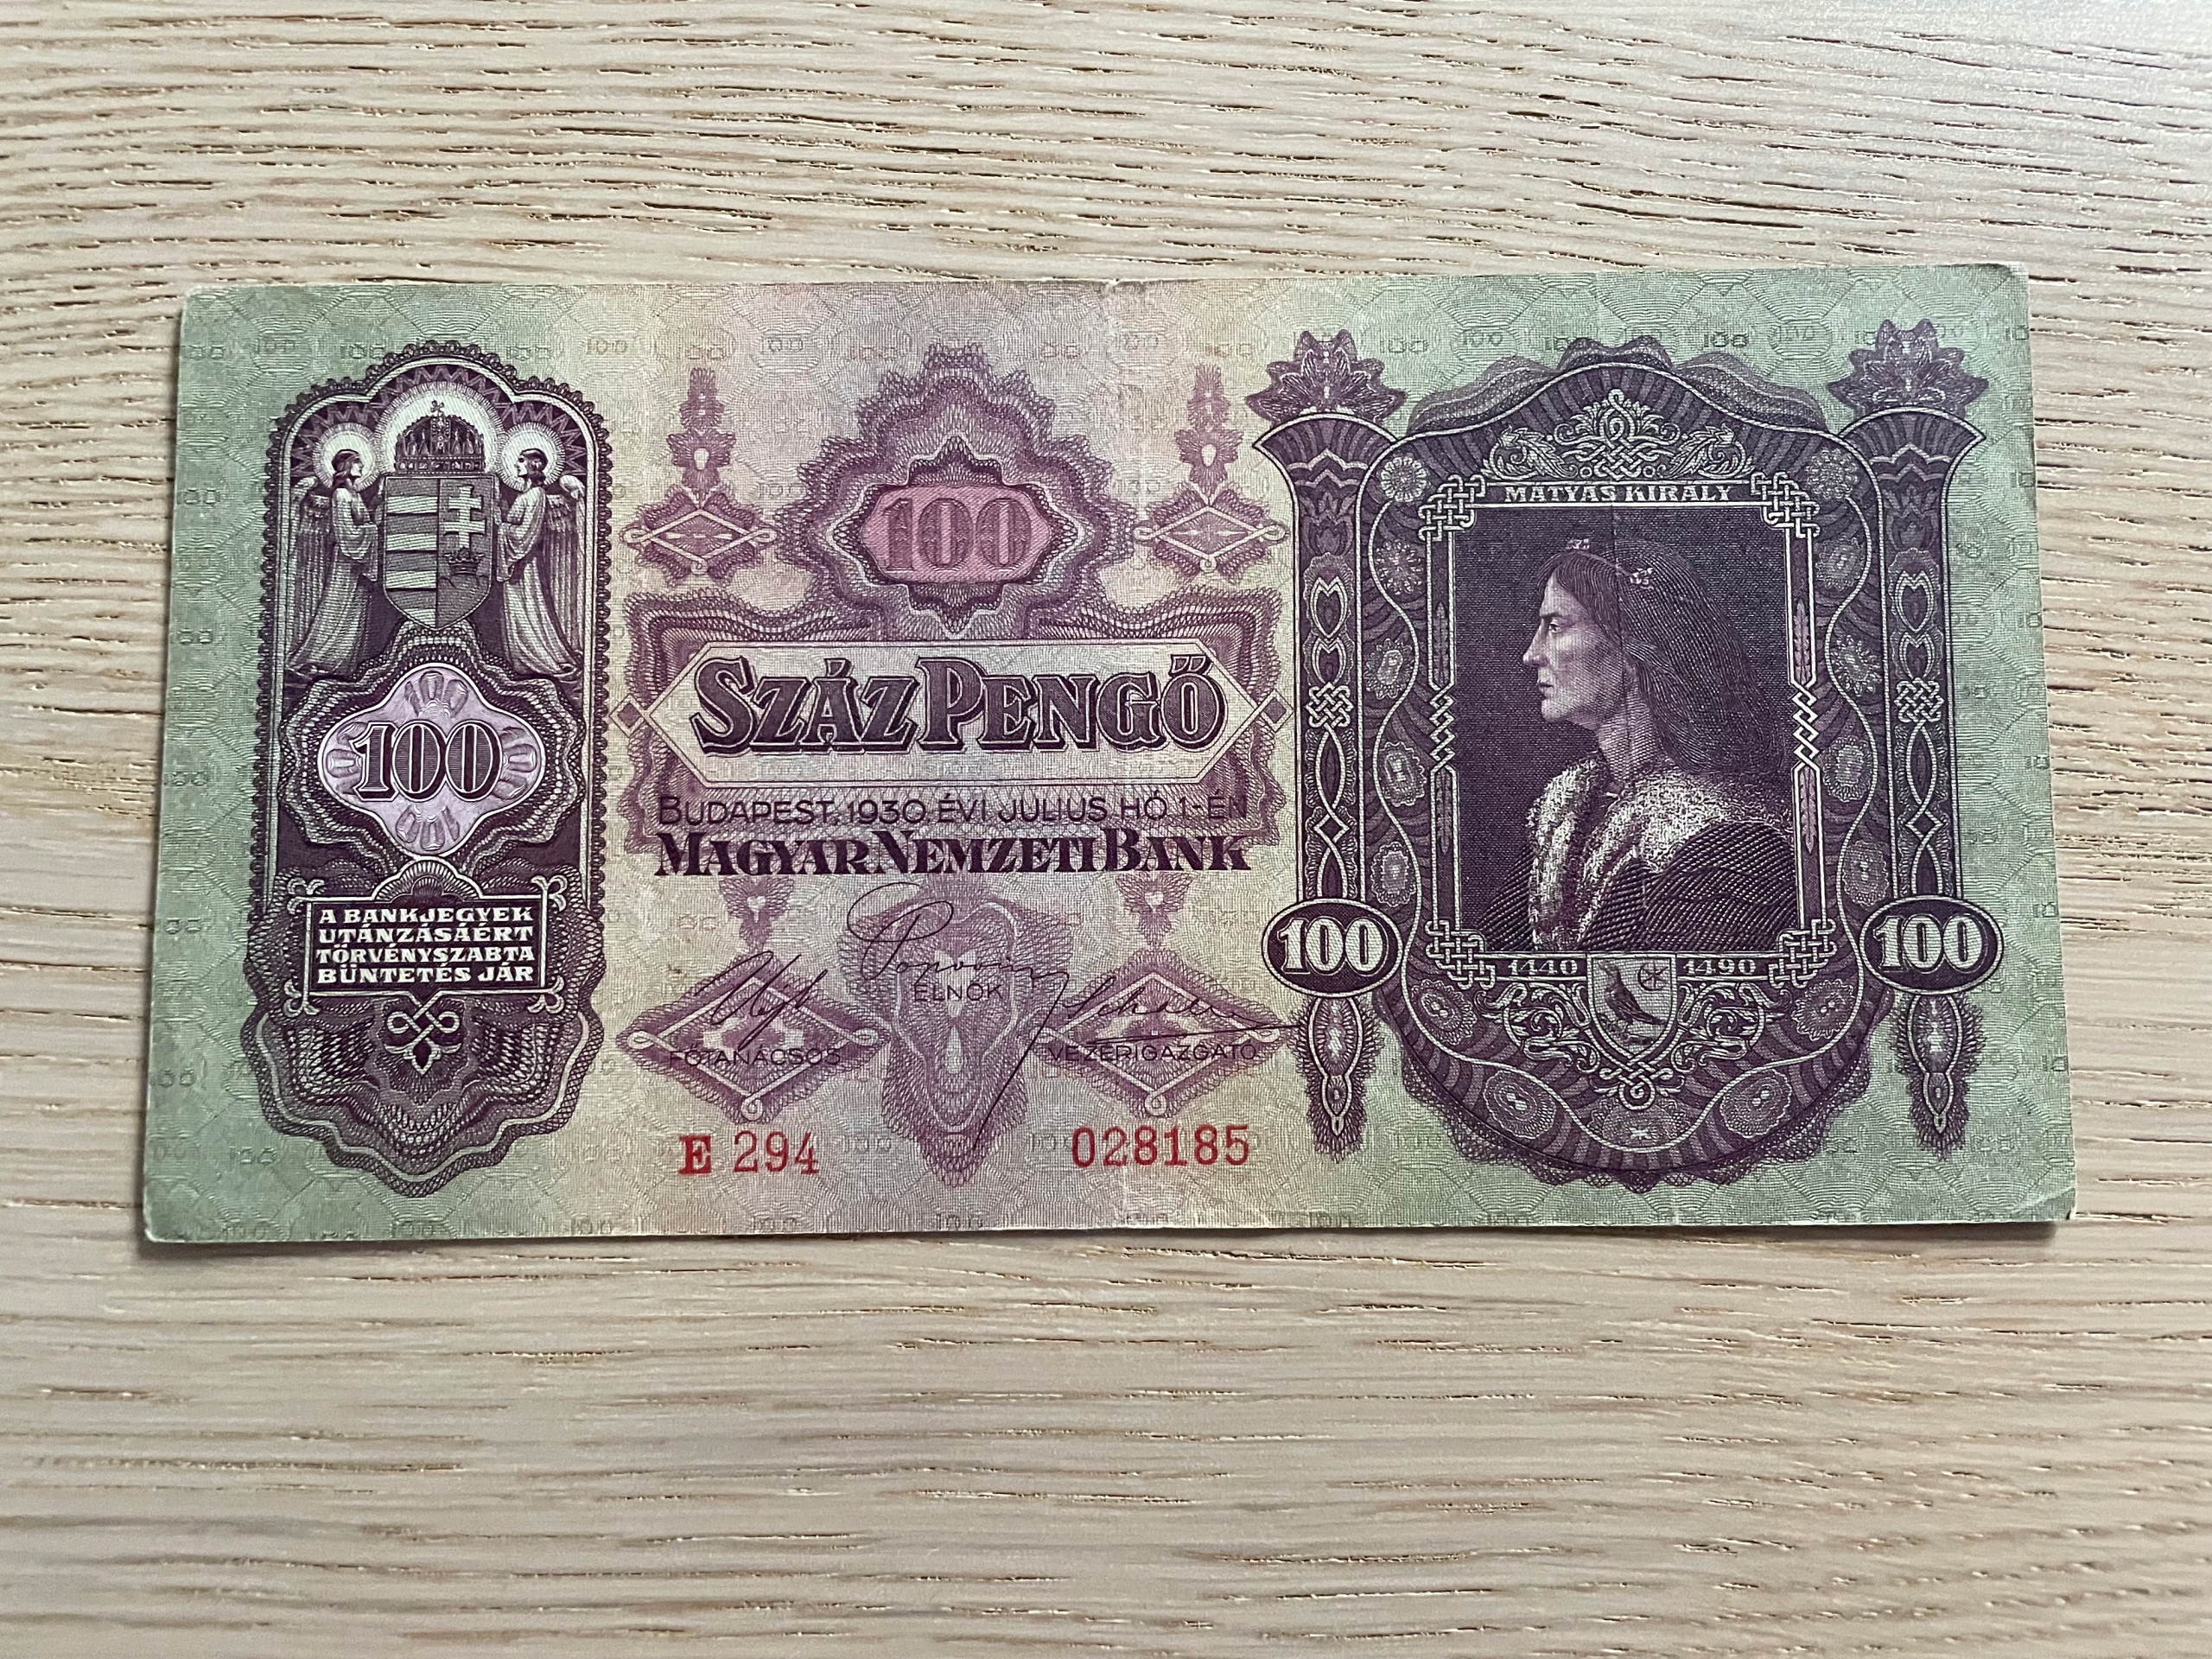 100
A BANKJEGYEK
UTÁNZÁSÁÉRT
TÖRVÉNYSZABTA
BÜNTETÉS JÁR
100
SZÁZ PENGŐ
BUDAPEST, 1930. ÉVI JULIUS HÓ 1-ÉN
MAGYAR NEMZETI BANK
ELNÖK
FŐTANÁCSOS
VEZÉRIGAZGATÓ
E 294
028185
MÁTYÁS KIRÁLY
100
1440
1490
100